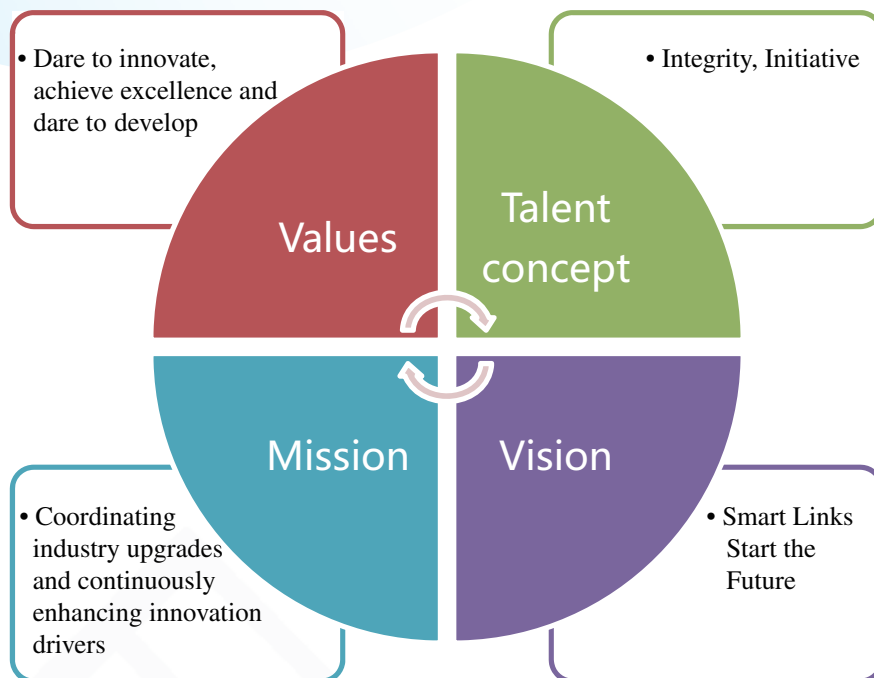 • Dare to innovate,
achieve excellence and
dare to develop
• Integrity, Initiative
Values
Talent
concept
Mission
Vision
• Coordinating
industry upgrades
and continuously
enhancing innovation
drivers
• Smart Links
Start the
Future